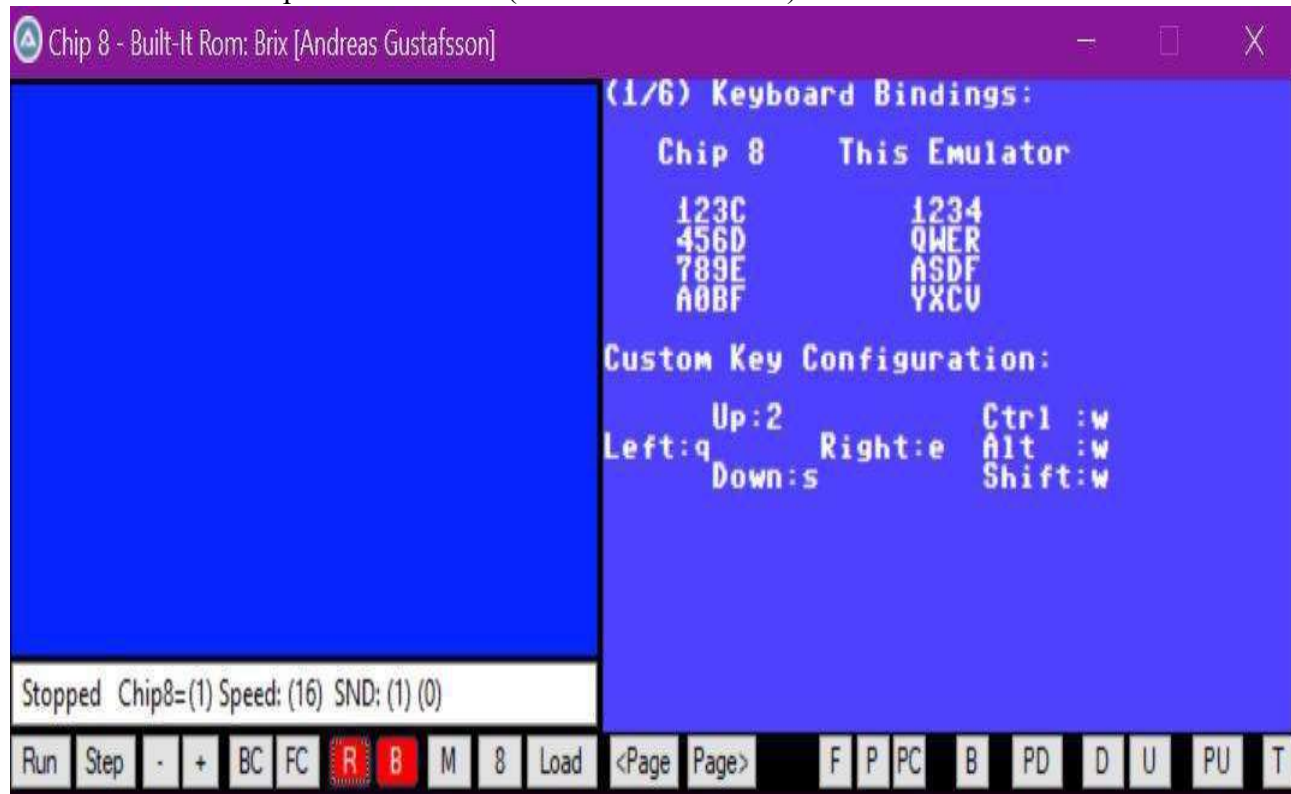 Chip 8 - Built-It Rom: Brix [Andreas Gustafsson]
(1/6) Keyboard Bindings:
Chip 8 This Emulator
123C 1234
456D QWER
789E ASDF
A0BF YXCV
Custom Key Configuration:
Up:2 Ctrl :w
Left:q Right:e Alt :w
Down:s Shift:w
Stopped Chip8=(1) Speed: (16) SND: (1) (0)
Run Step - + BC FC R B M 8 Load <Page Page> F P PC B PD D U PU T